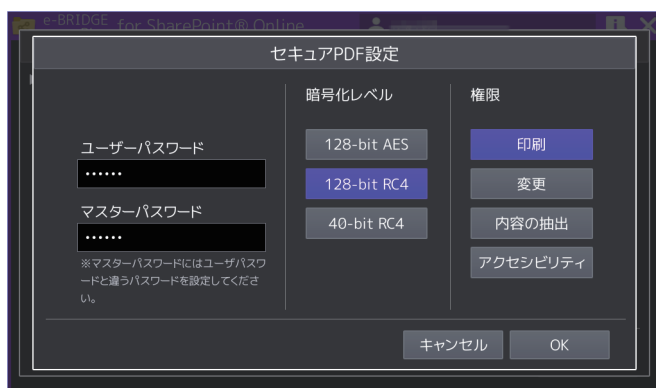 e-BRIDGE for SharePoint® Online
セキュアPDF設定
暗号化レベル
権限
ユーザーパスワード
••••••
マスターパスワード
••••••
※マスターパスワードにはユーザパスワ
ードと違うパスワードを設定してくださ
い。
128-bit AES
128-bit RC4
40-bit RC4
印刷
変更
内容の抽出
アクセシビリティ
キャンセル
OK